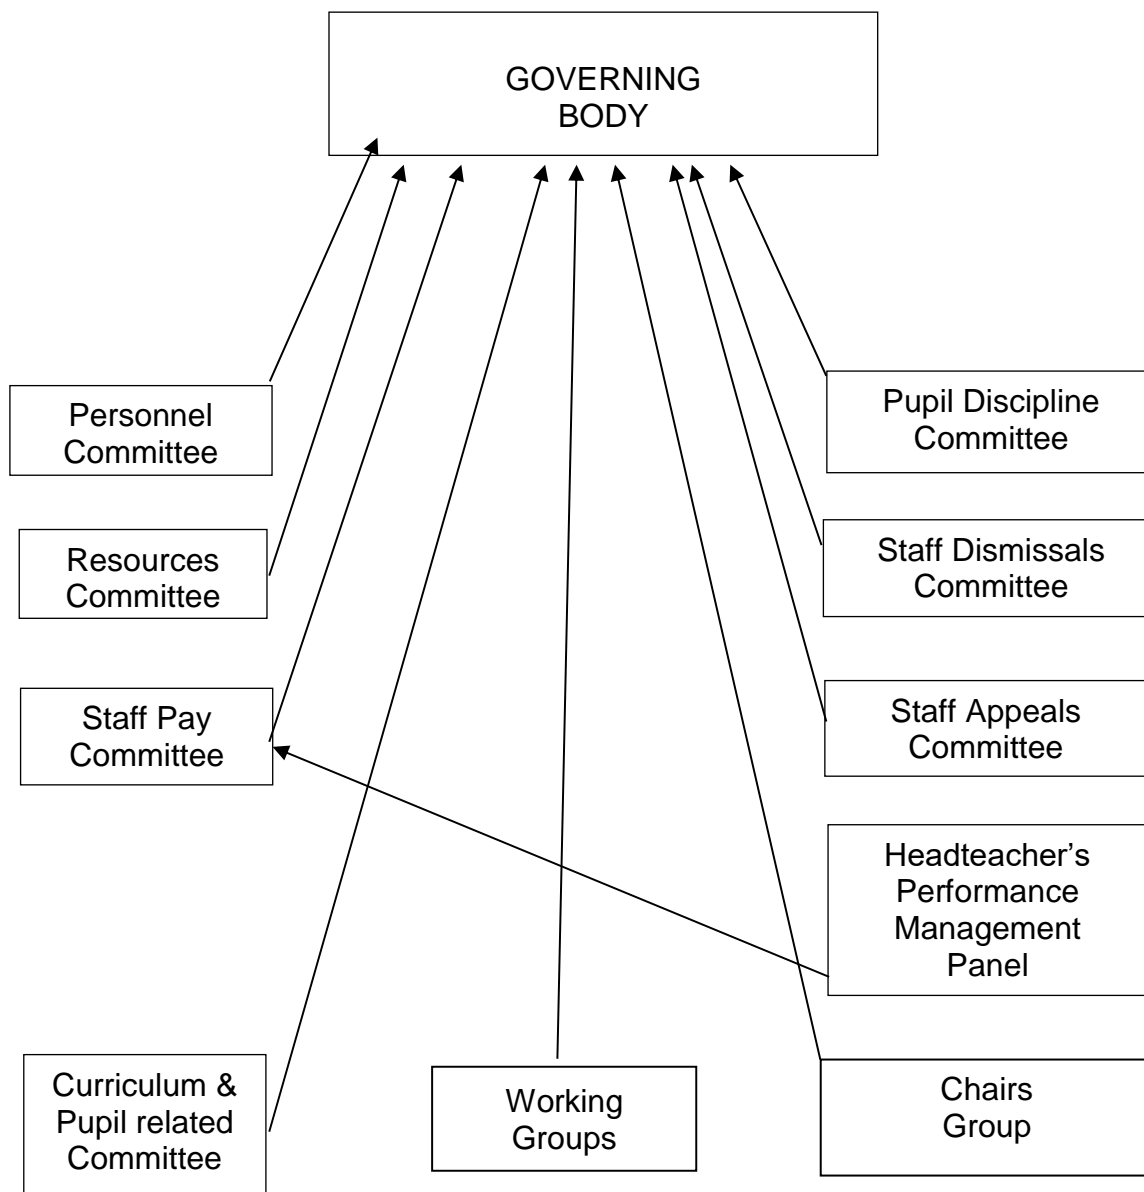 GOVERNING
BODY
Personnel
Committee
Pupil Discipline
Committee
Resources
Committee
Staff Dismissals
Committee
Staff Pay
Committee
Staff Appeals
Committee
Headteacher’s
Performance
Management
Panel
Curriculum &
Pupil related
Committee
Working
Groups
Chairs
Group